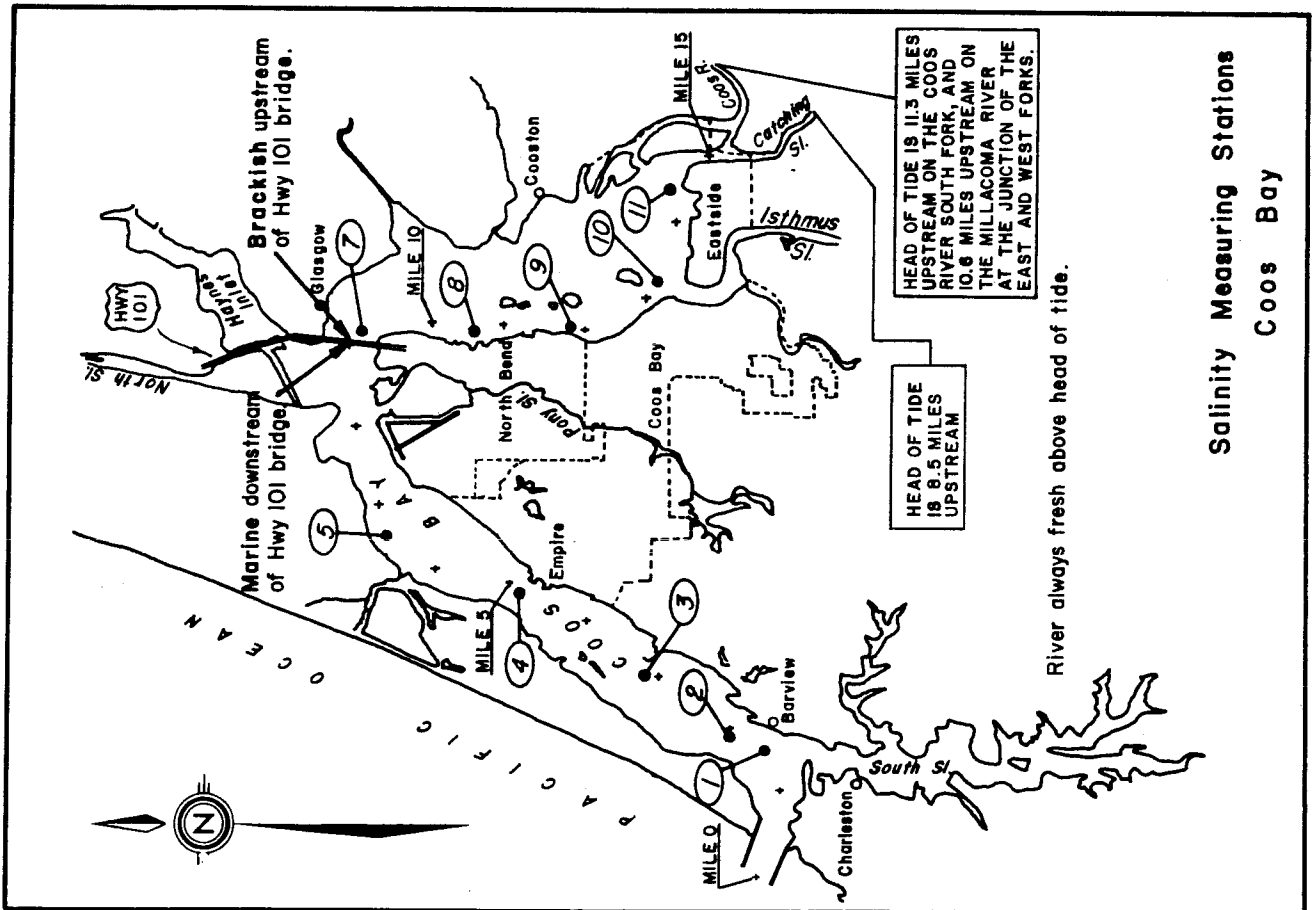 Salinity Measuring Stations
Coos Bay
HWY
101
Haynes
Inlet
North Sl.
Brackish upstream
of Hwy 101 bridge.
Marine downstream
of Hwy 101 bridge.
Glasgow
7
MILE 10
8
Cooston
9
10
11
MILE 15
Coos R.
Catching
Sl.
Eastside
Isthmus
Sl.
North Bend
Pony Sl.
Coos Bay
5
COOS BAY
MILE 5
4
Empire
3
2
Barview
1
MILE 0
Charleston
South Sl.
PACIFIC OCEAN
N
HEAD OF TIDE IS 11.3 MILES
UPSTREAM ON THE COOS
RIVER SOUTH FORK, AND
10.6 MILES UPSTREAM ON
THE MILLACOMA RIVER
AT THE JUNCTION OF THE
EAST AND WEST FORKS.
HEAD OF TIDE
IS 8.5 MILES
UPSTREAM
River always fresh above head of tide.